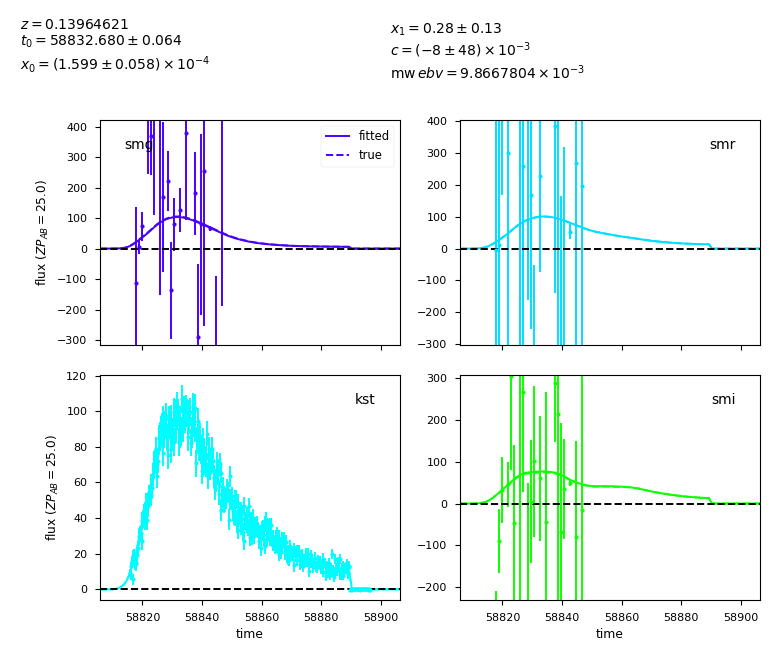 z = 0.13964621
t₀ = 58832.680 ± 0.064
x₀ = (1.599 ± 0.058) × 10⁻⁴
x₁ = 0.28 ± 0.13
c = (−8 ± 48) × 10⁻³
mw ebv = 9.8667804 × 10⁻³
smg
fitted
true
400
300
200
100
0
−100
−200
−300
flux (ZP_AB = 25.0)
smr
400
300
200
100
0
−100
−200
−300
kst
120
100
80
60
40
20
0
flux (ZP_AB = 25.0)
58820 58840 58860 58880 58900
time
smi
300
200
100
0
−100
−200
58820 58840 58860 58880 58900
time